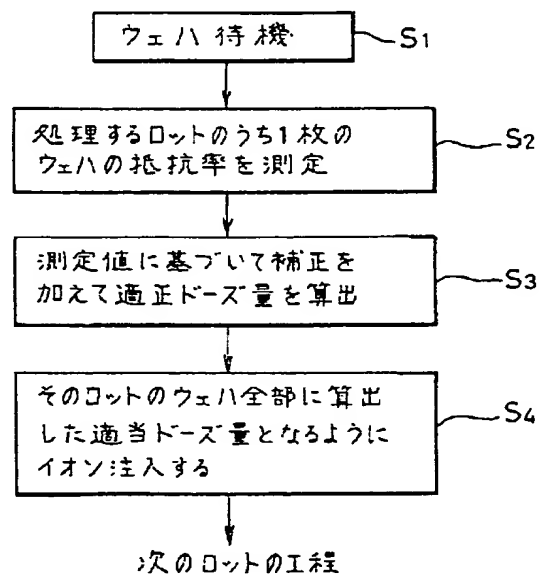 ウェハ待機
S1
処理するロットのうち1枚の
ウェハの抵抗率を測定
S2
測定値に基づいて補正を
加えて適正ドーズ量を算出
S3
そのロットのウェハ全部に算出
した適当ドーズ量となるように
イオン注入する
S4
次のロットの工程